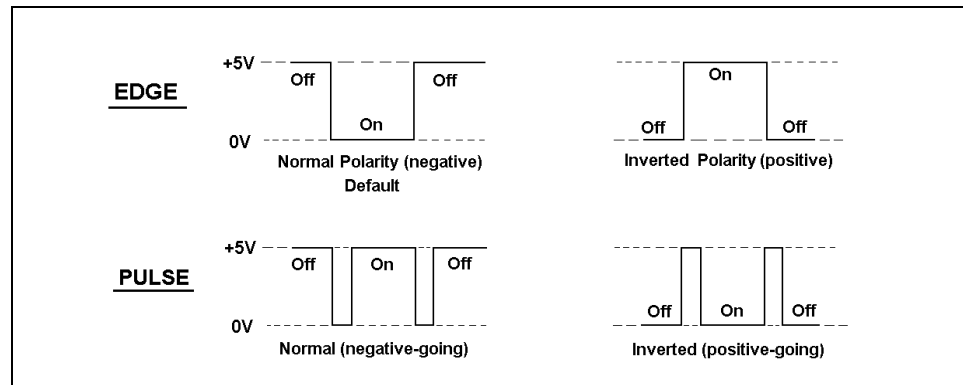 +5V
Off
Off
On
EDGE
On
Off
Off
0V
Normal Polarity (negative)
Default
Inverted Polarity (positive)
+5V
Off
On
Off
PULSE
Off
On
Off
0V
Normal (negative-going)
Inverted (positive-going)